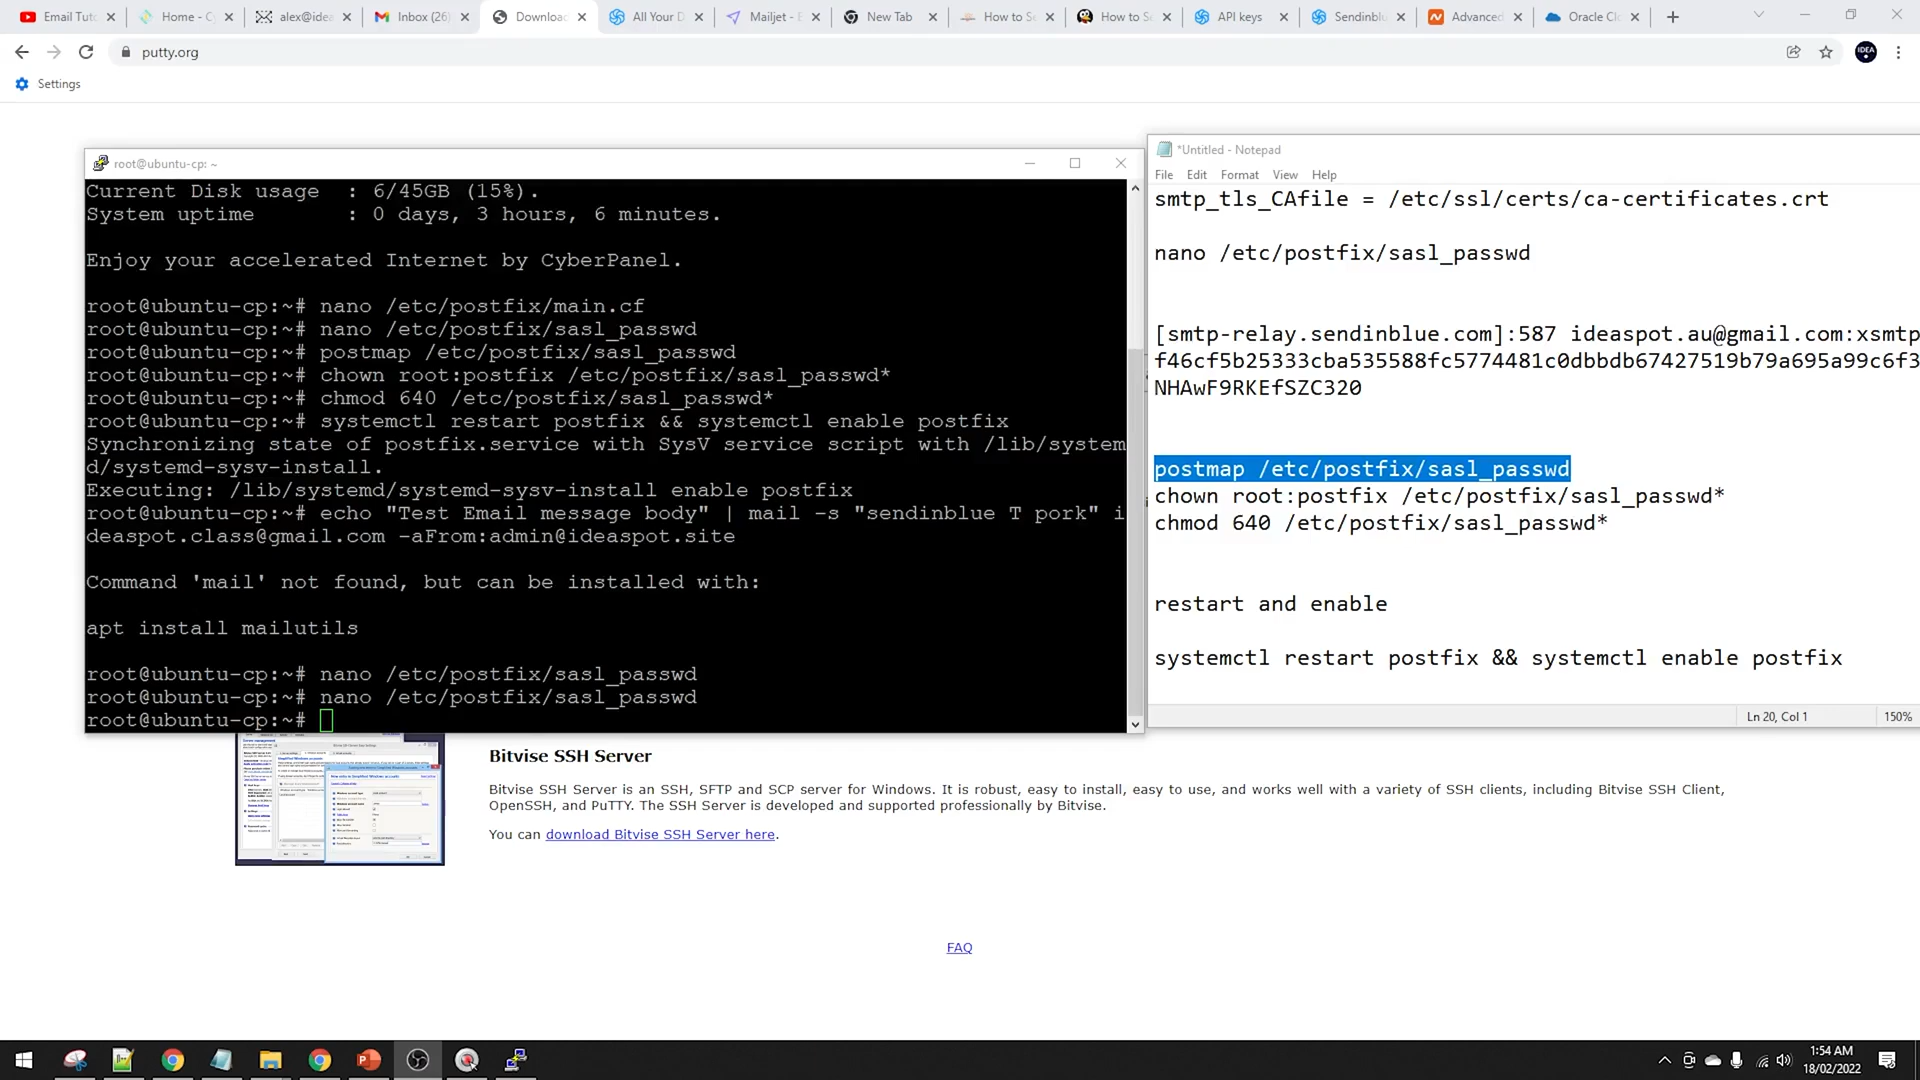 Email Tuto
Home - Cy
alex@idea
Inbox (26)
Downloac
All Your D
Mailjet - E
New Tab
How to Se
How to Se
API keys
Sendinblu
Advanced
Oracle Clo
putty.org
IDEA
Settings
root@ubuntu-cp: ~
Current Disk usage  : 6/45GB (15%).
System uptime       : 0 days, 3 hours, 6 minutes.
Enjoy your accelerated Internet by CyberPanel.
root@ubuntu-cp:~# nano /etc/postfix/main.cf
root@ubuntu-cp:~# nano /etc/postfix/sasl_passwd
root@ubuntu-cp:~# postmap /etc/postfix/sasl_passwd
root@ubuntu-cp:~# chown root:postfix /etc/postfix/sasl_passwd*
root@ubuntu-cp:~# chmod 640 /etc/postfix/sasl_passwd*
root@ubuntu-cp:~# systemctl restart postfix && systemctl enable postfix
Synchronizing state of postfix.service with SysV service script with /lib/system
d/systemd-sysv-install.
Executing: /lib/systemd/systemd-sysv-install enable postfix
root@ubuntu-cp:~# echo "Test Email message body" | mail -s "sendinblue T pork" i
deaspot.class@gmail.com -aFrom:admin@ideaspot.site
Command 'mail' not found, but can be installed with:
apt install mailutils
root@ubuntu-cp:~# nano /etc/postfix/sasl_passwd
root@ubuntu-cp:~# nano /etc/postfix/sasl_passwd
root@ubuntu-cp:~#
*Untitled - Notepad
File Edit Format View Help
smtp_tls_CAfile = /etc/ssl/certs/ca-certificates.crt
nano /etc/postfix/sasl_passwd
[smtp-relay.sendinblue.com]:587 ideaspot.au@gmail.com:xsmtp
f46cf5b25333cba535588fc5774481c0dbbdb67427519b79a695a99c6f3
NHAwF9RKEfSZC320
postmap /etc/postfix/sasl_passwd
chown root:postfix /etc/postfix/sasl_passwd*
chmod 640 /etc/postfix/sasl_passwd*
restart and enable
systemctl restart postfix && systemctl enable postfix
Ln 20, Col 1
150%
Bitvise SSH Server
Bitvise SSH Server is an SSH, SFTP and SCP server for Windows. It is robust, easy to install, easy to use, and works well with a variety of SSH clients, including Bitvise SSH Client,
OpenSSH, and PuTTY. The SSH Server is developed and supported professionally by Bitvise.
You can download Bitvise SSH Server here.
FAQ
1:54 AM
18/02/2022